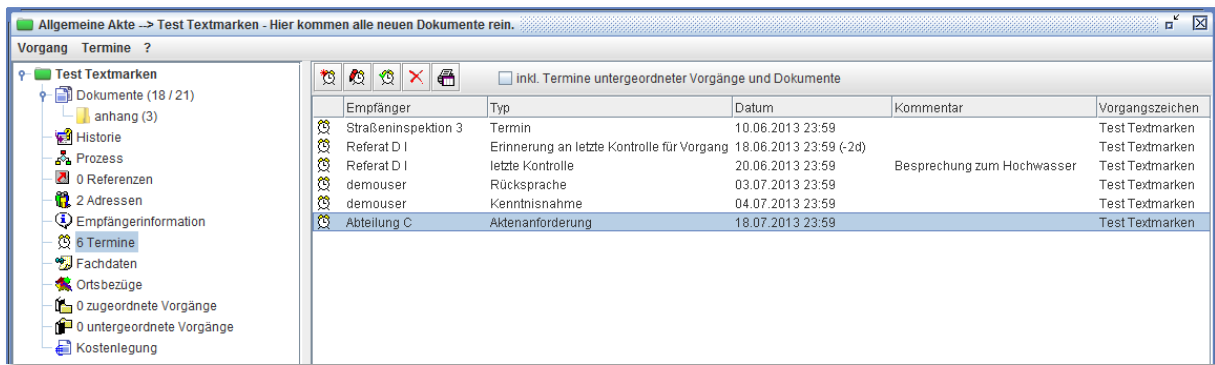 Allgemeine Akte --> Test Textmarken - Hier kommen alle neuen Dokumente rein.
Vorgang Termine ?
Test Textmarken
Dokumente (18 / 21)
anhang (3)
Historie
Prozess
0 Referenzen
2 Adressen
Empfängerinformation
6 Termine
Fachdaten
Ortsbezüge
0 zugeordnete Vorgänge
0 untergeordnete Vorgänge
Kostenlegung
inkl. Termine untergeordneter Vorgänge und Dokumente
Empfänger Typ Datum Kommentar Vorgangszeichen
Straßeninspektion 3 Termin 10.06.2013 23:59 Test Textmarken
Referat D I Erinnerung an letzte Kontrolle für Vorgang 18.06.2013 23:59 (-2d) Test Textmarken
Referat D I letzte Kontrolle 20.06.2013 23:59 Besprechung zum Hochwasser Test Textmarken
demouser Rücksprache 03.07.2013 23:59 Test Textmarken
demouser Kenntnisnahme 04.07.2013 23:59 Test Textmarken
Abteilung C Aktenanforderung 18.07.2013 23:59 Test Textmarken